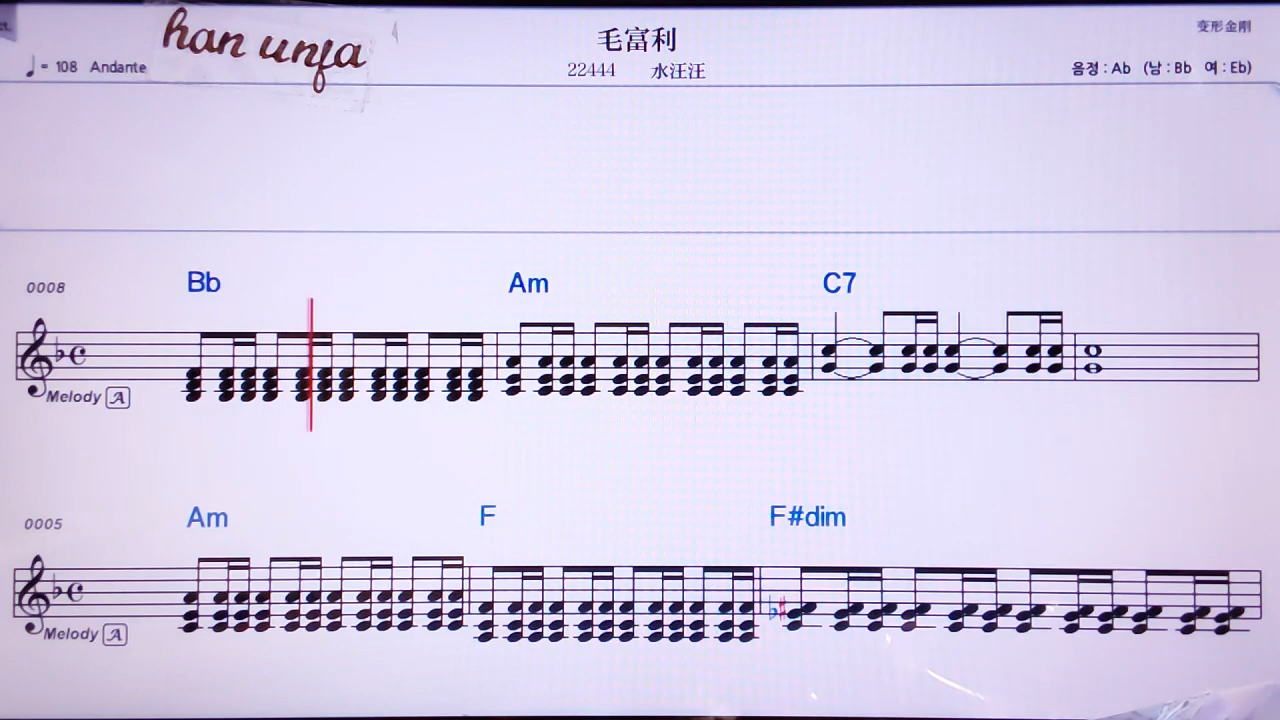 han unfa
毛富利
变形金刚
♩= 108 Andante
22444 水汪汪
음정 : Ab (남 : Bb 여 : Eb)
0008
Bb Am C7
Melody A
0005
Am F F#dim
Melody A